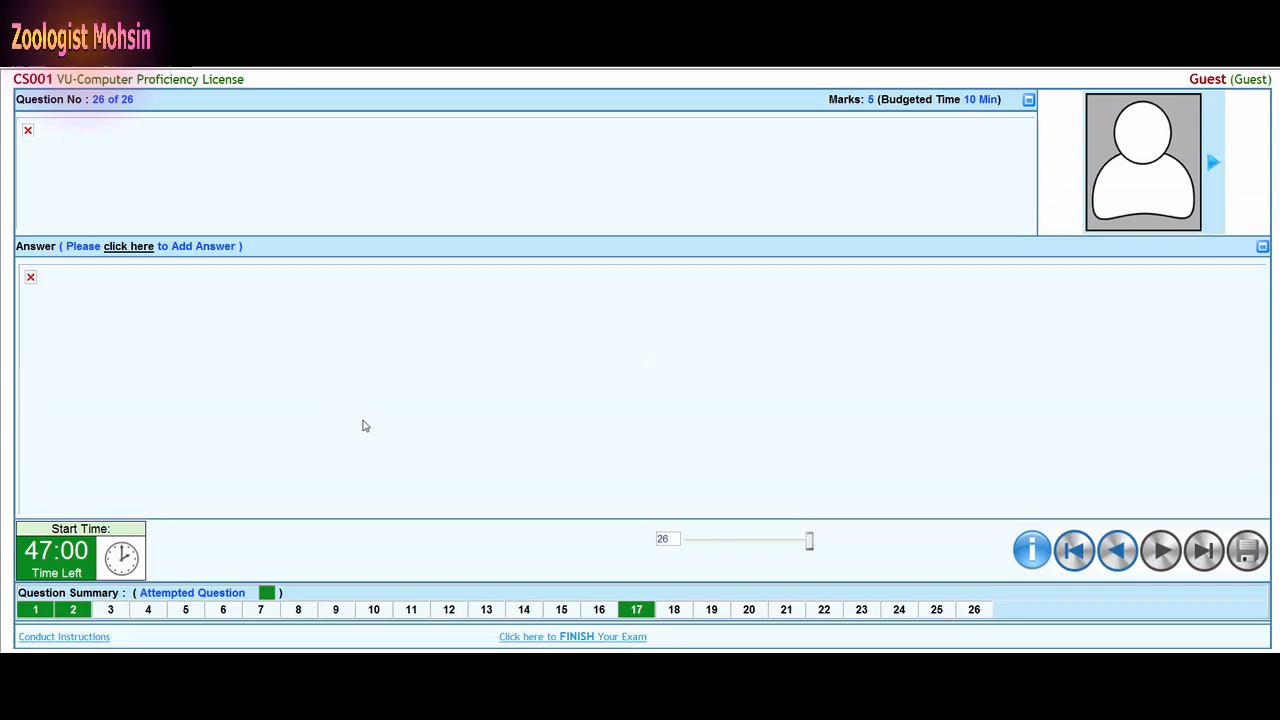 Zoologist Mohsin
CS001 VU-Computer Proficiency License
Guest (Guest)
Question No : 26 of 26
Marks: 5 (Budgeted Time 10 Min)
Answer ( Please click here to Add Answer )
Start Time:
47:00
Time Left
26
Question Summary : ( Attempted Question )
1 2 3 4 5 6 7 8 9 10 11 12 13 14 15 16 17 18 19 20 21 22 23 24 25 26
Conduct Instructions
Click here to FINISH Your Exam